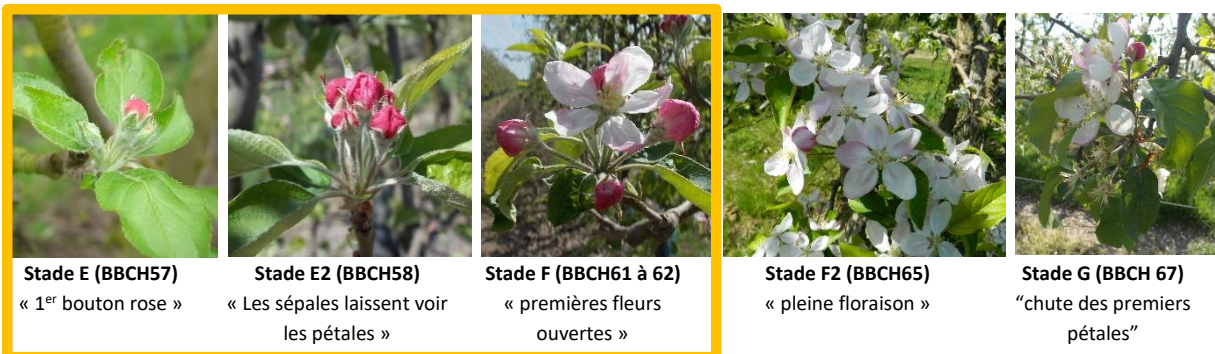 Stade E (BBCH57)
« 1er bouton rose »
Stade E2 (BBCH58)
« Les sépales laissent voir
les pétales »
Stade F (BBCH61 à 62)
« premières fleurs
ouvertes »
Stade F2 (BBCH65)
« pleine floraison »
Stade G (BBCH 67)
“chute des premiers
pétales”